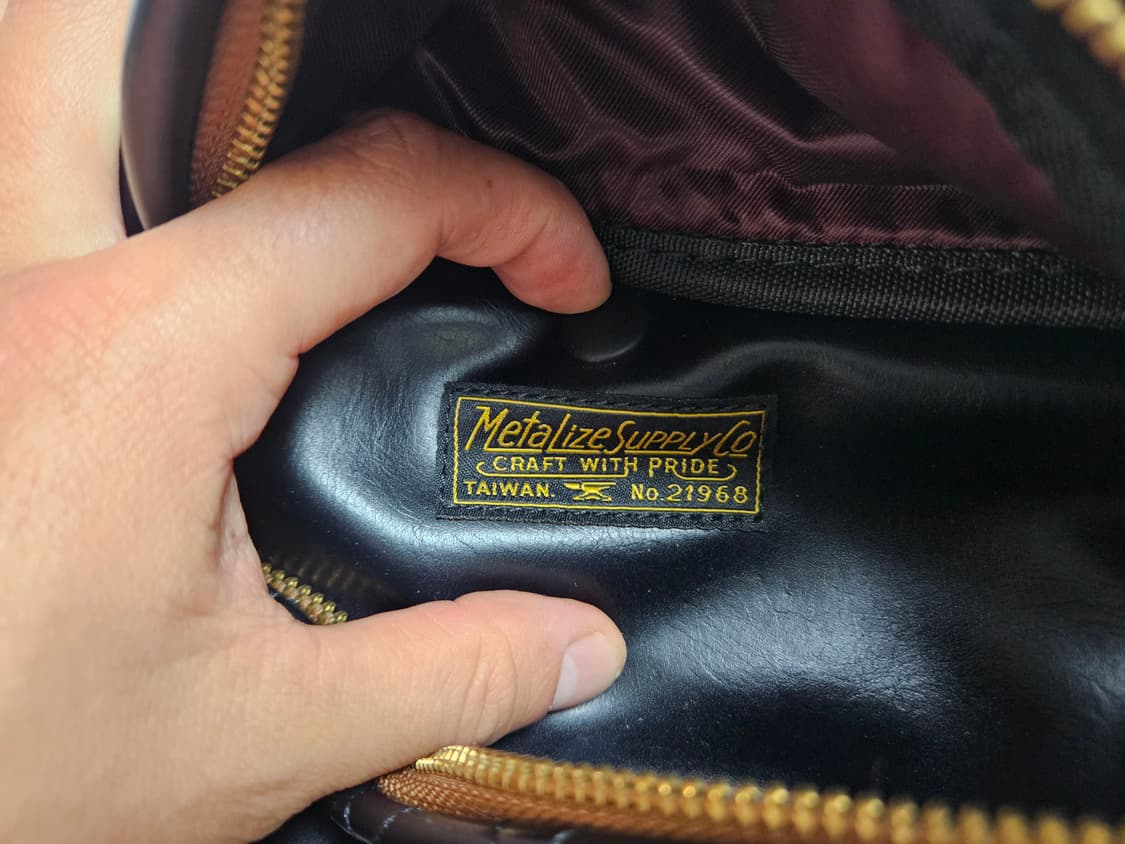 MetaLize Supply Co
CRAFT WITH PRIDE
TAIWAN. No.21968